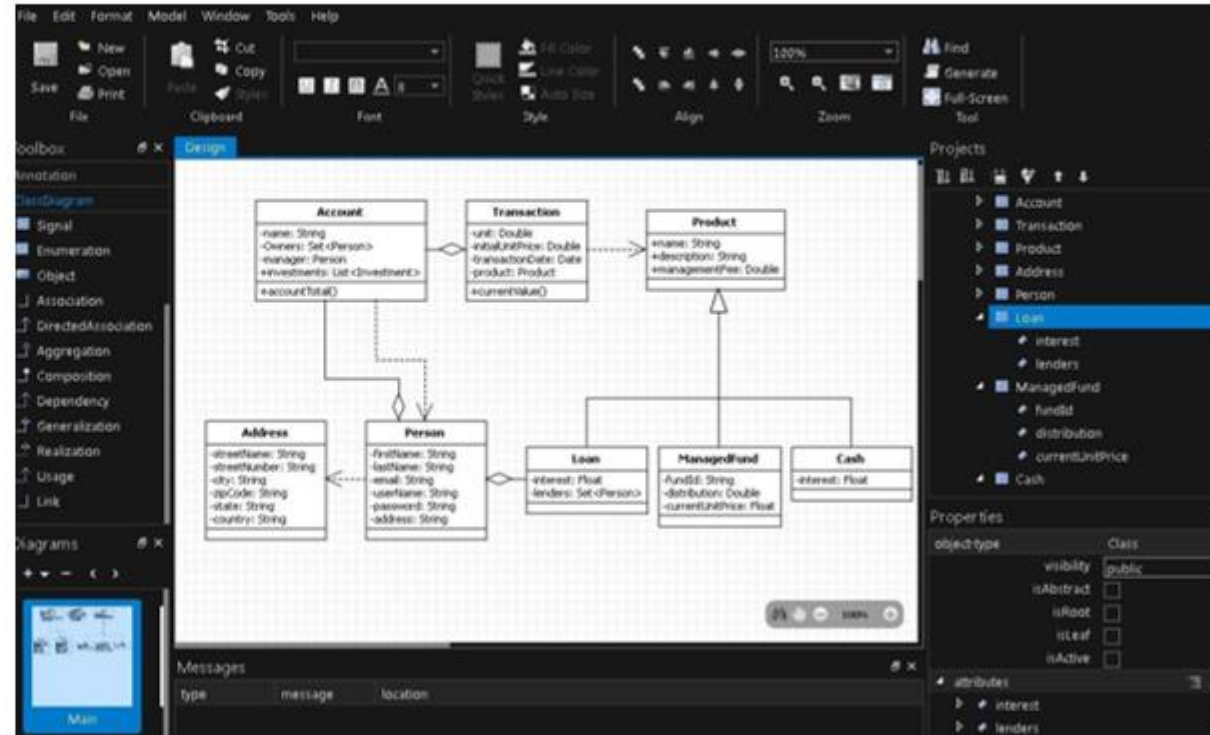 File Edit Format Model Window Tools Help
New
Open
Save
Print
File
Cut
Copy
Paste
Styles
Clipboard
Font
Quick Styles
Fill Color
Line Color
Auto Size
Style
Align
100%
Zoom
Find
Generate
Full-Screen
Tool
oolbox
Annotation
ClassDiagram
Signal
Enumeration
Object
Association
DirectedAssociation
Aggregation
Composition
Dependency
Generalization
Realization
Usage
Link
Diagrams
Main
Design
Account
-name: String
-Owners: Set<Person>
-manager: Person
+investments: List<Investment>
+accountTotal()
Transaction
-unit: Double
-initialUnitPrice: Double
-transactionDate: Date
-product: Product
+currentValue()
Product
+name: String
+description: String
+managementFee: Double
Address
-streetName: String
-streetNumber: String
-city: String
-zipCode: String
-state: String
-country: String
Person
-firstName: String
-lastName: String
-email: String
-userName: String
-password: String
-address: String
Loan
-interest: Float
-lenders: Set<Person>
ManagedFund
-fundId: String
-distribution: Double
-currentUnitPrice: Float
Cash
-interest: Float
100%
Messages
type message location
Projects
Account
Transaction
Product
Address
Person
Loan
interest
lenders
ManagedFund
fundId
distribution
currentUnitPrice
Cash
Properties
object-type Class
visibility public
isAbstract
isRoot
isLeaf
isActive
attributes
interest
lenders